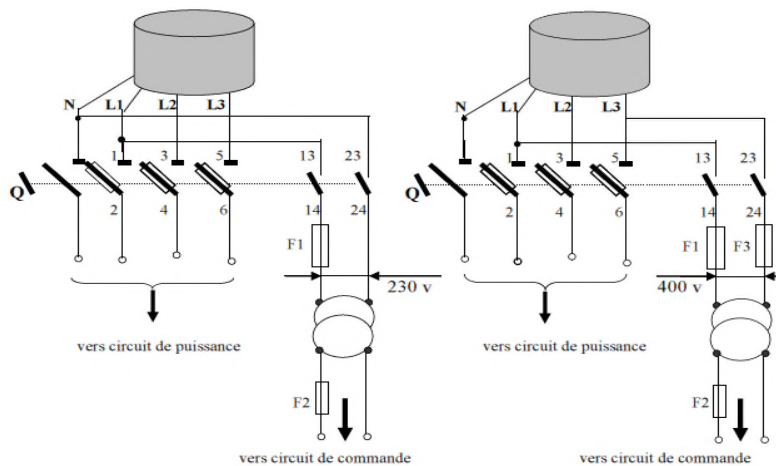 N L1 L2 L3
1 3 5 13 23
Q
2 4 6 14 24
F1
230 v
vers circuit de puissance
F2
vers circuit de commande
N L1 L2 L3
1 3 5 13 23
Q
2 4 6 14 24
F1 F3
400 v
vers circuit de puissance
F2
vers circuit de commande